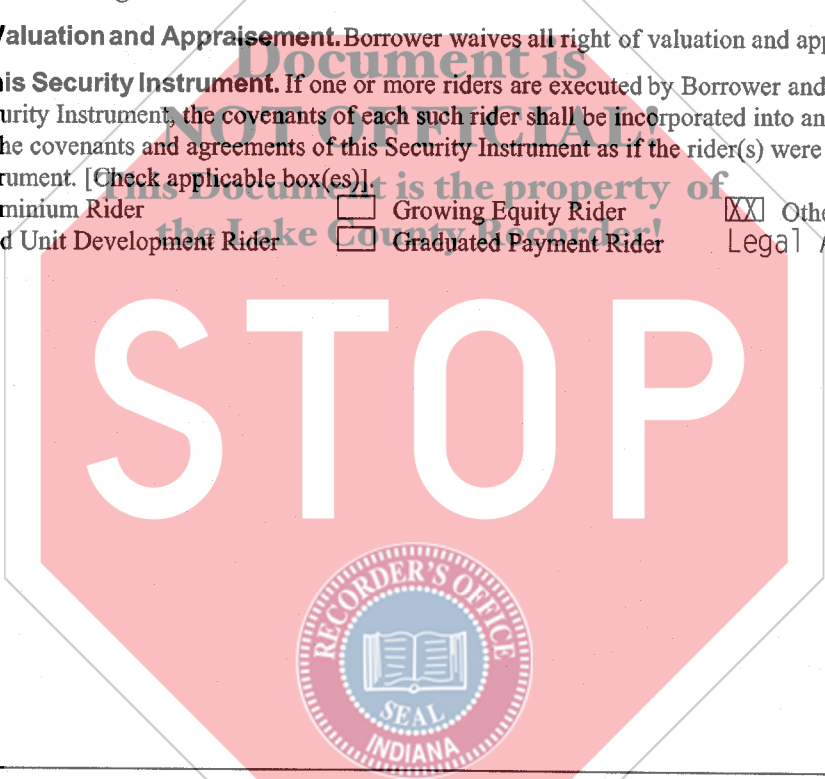 Valuation and Appraisement. Borrower waives all right of valuation and app
Document is
his Security Instrument. If one or more riders are executed by Borrower and
urity Instrument, the covenants of each such rider shall be incorporated into an
NOT OFFICIAL!
he covenants and agreements of this Security Instrument as if the rider(s) were
rument. [Check applicable box(es)].
This Document is the property of
minium Rider Growing Equity Rider XX Othe
the Lake County Recorder!
d Unit Development Rider Graduated Payment Rider Legal A
STOP
RECORDER'S OFFICE
SEAL
INDIANA